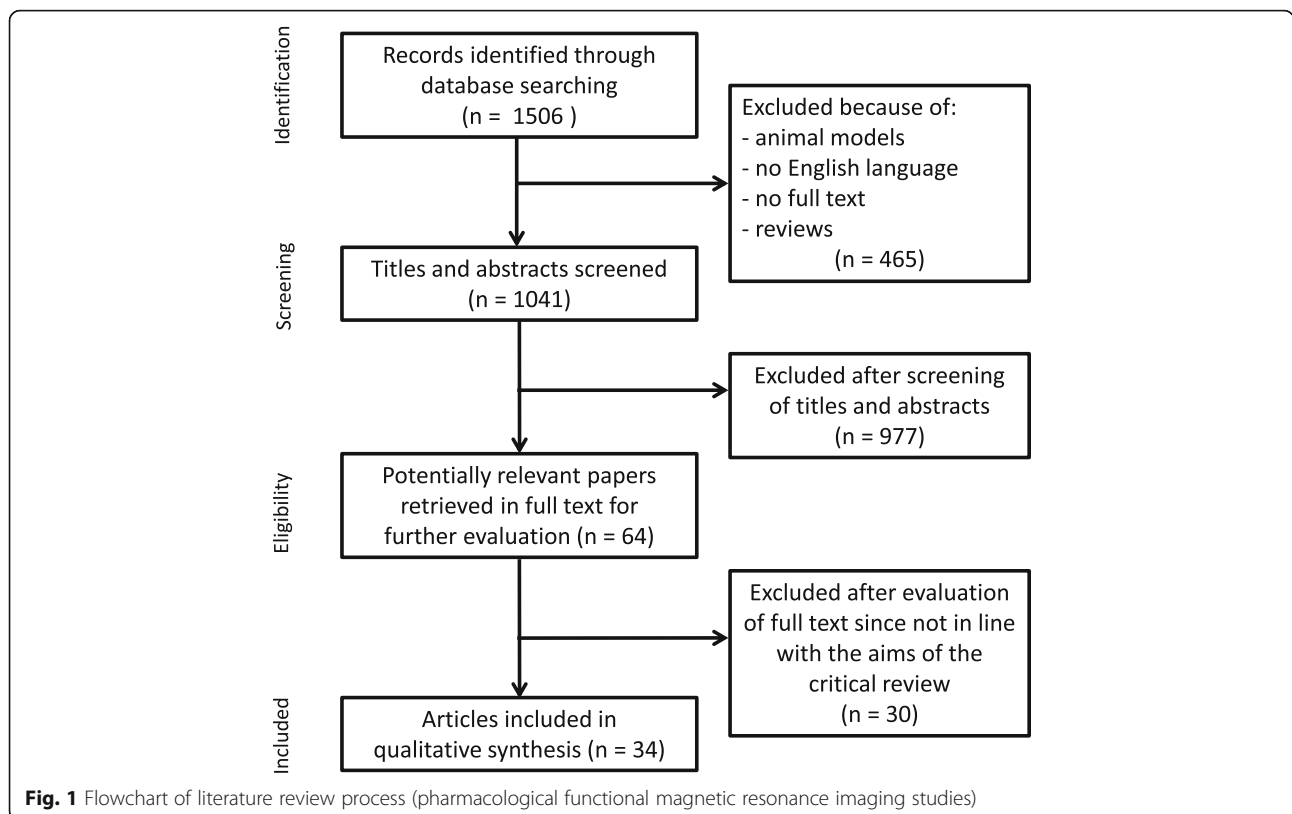 Identification
Records identified through
database searching
(n = 1506 )
Excluded because of:
- animal models
- no English language
- no full text
- reviews
(n = 465)
Screening
Titles and abstracts screened
(n = 1041)
Excluded after screening
of titles and abstracts
(n = 977)
Eligibility
Potentially relevant papers
retrieved in full text for
further evaluation (n = 64)
Excluded after evaluation
of full text since not in line
with the aims of the
critical review
(n = 30)
Included
Articles included in
qualitative synthesis (n = 34)
Fig. 1 Flowchart of literature review process (pharmacological functional magnetic resonance imaging studies)